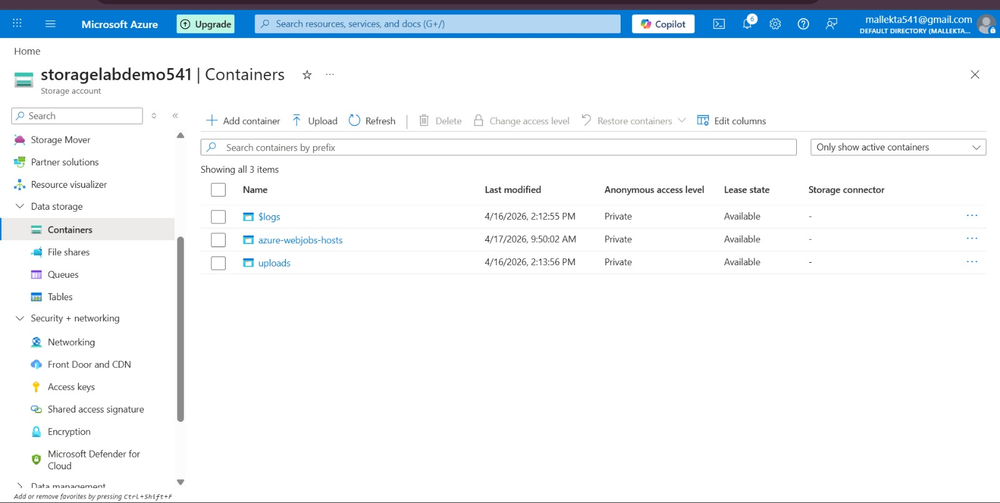 Microsoft Azure
Upgrade
Search resources, services, and docs (G+/)
Copilot
6
mallekta541@gmail.com
DEFAULT DIRECTORY (MALLEKTA...
Home
storagelabdemo541 | Containers
...
Storage account
Search
Storage Mover
Partner solutions
Resource visualizer
Data storage
Containers
File shares
Queues
Tables
Security + networking
Networking
Front Door and CDN
Access keys
Shared access signature
Encryption
Microsoft Defender for
Cloud
Data management
Add or remove favorites by pressing Ctrl+Shift+F
Add container
Upload
Refresh
Delete
Change access level
Restore containers
Edit columns
Search containers by prefix
Only show active containers
Showing all 3 items
Name Last modified Anonymous access level Lease state Storage connector
$logs 4/16/2026, 2:12:55 PM Private Available - ...
azure-webjobs-hosts 4/17/2026, 9:50:02 AM Private Available - ...
uploads 4/16/2026, 2:13:56 PM Private Available - ...